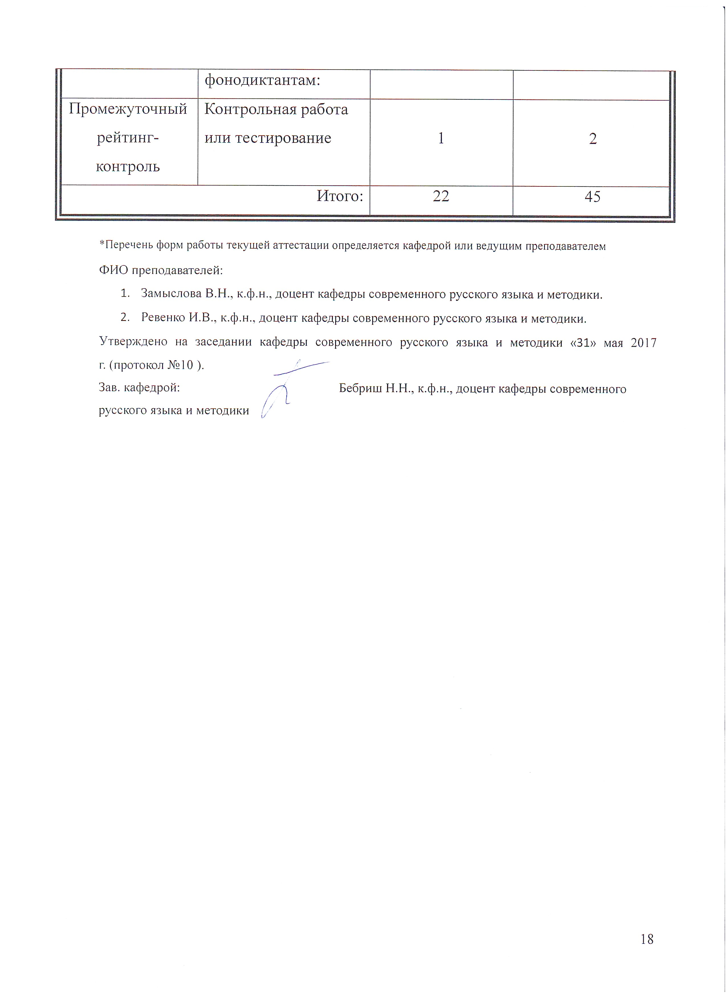 фонодиктантам:
Промежуточный
рейтинг-
контроль
Контрольная работа
или тестирование
1
2
Итого:
22
45
*Перечень форм работы текущей аттестации определяется кафедрой или ведущим преподавателем
ФИО преподавателей:
1. Замыслова В.Н., к.ф.н., доцент кафедры современного русского языка и методики.
2. Ревенко И.В., к.ф.н., доцент кафедры современного русского языка и методики.
Утверждено на заседании кафедры современного русского языка и методики «31» мая 2017
г. (протокол №10 ).
Зав. кафедрой: Бебриш Н.Н., к.ф.н., доцент кафедры современного
русского языка и методики
18